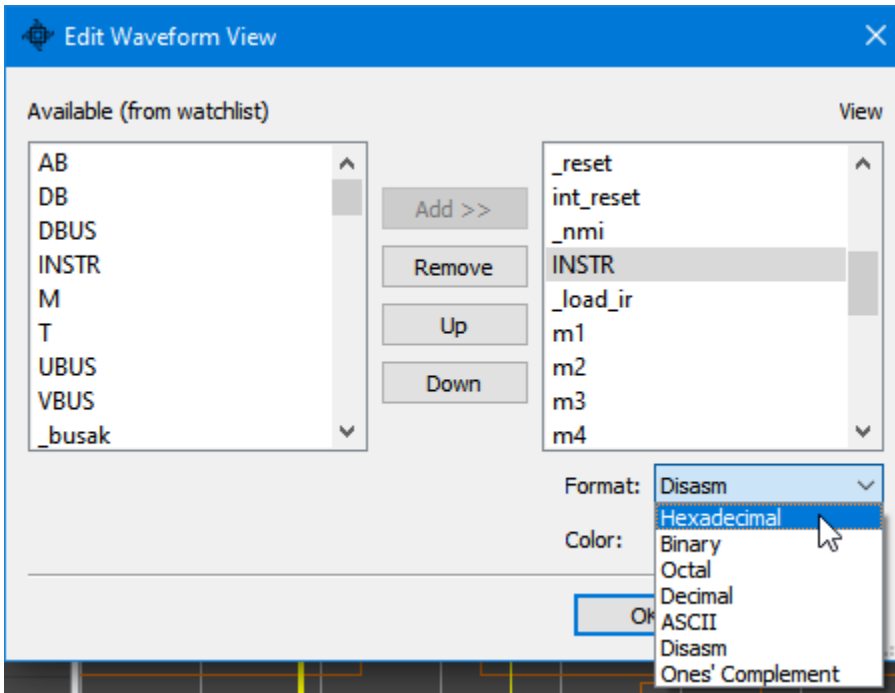 Edit Waveform View
Available (from watchlist)
View
AB
DB
DBUS
INSTR
M
T
UBUS
VBUS
_busak
Add >>
Remove
Up
Down
_reset
int_reset
_nmi
INSTR
_load_ir
m1
m2
m3
m4
Format: Disasm
Color:
Hexadecimal
Binary
Octal
Decimal
ASCII
Disasm
Ones' Complement